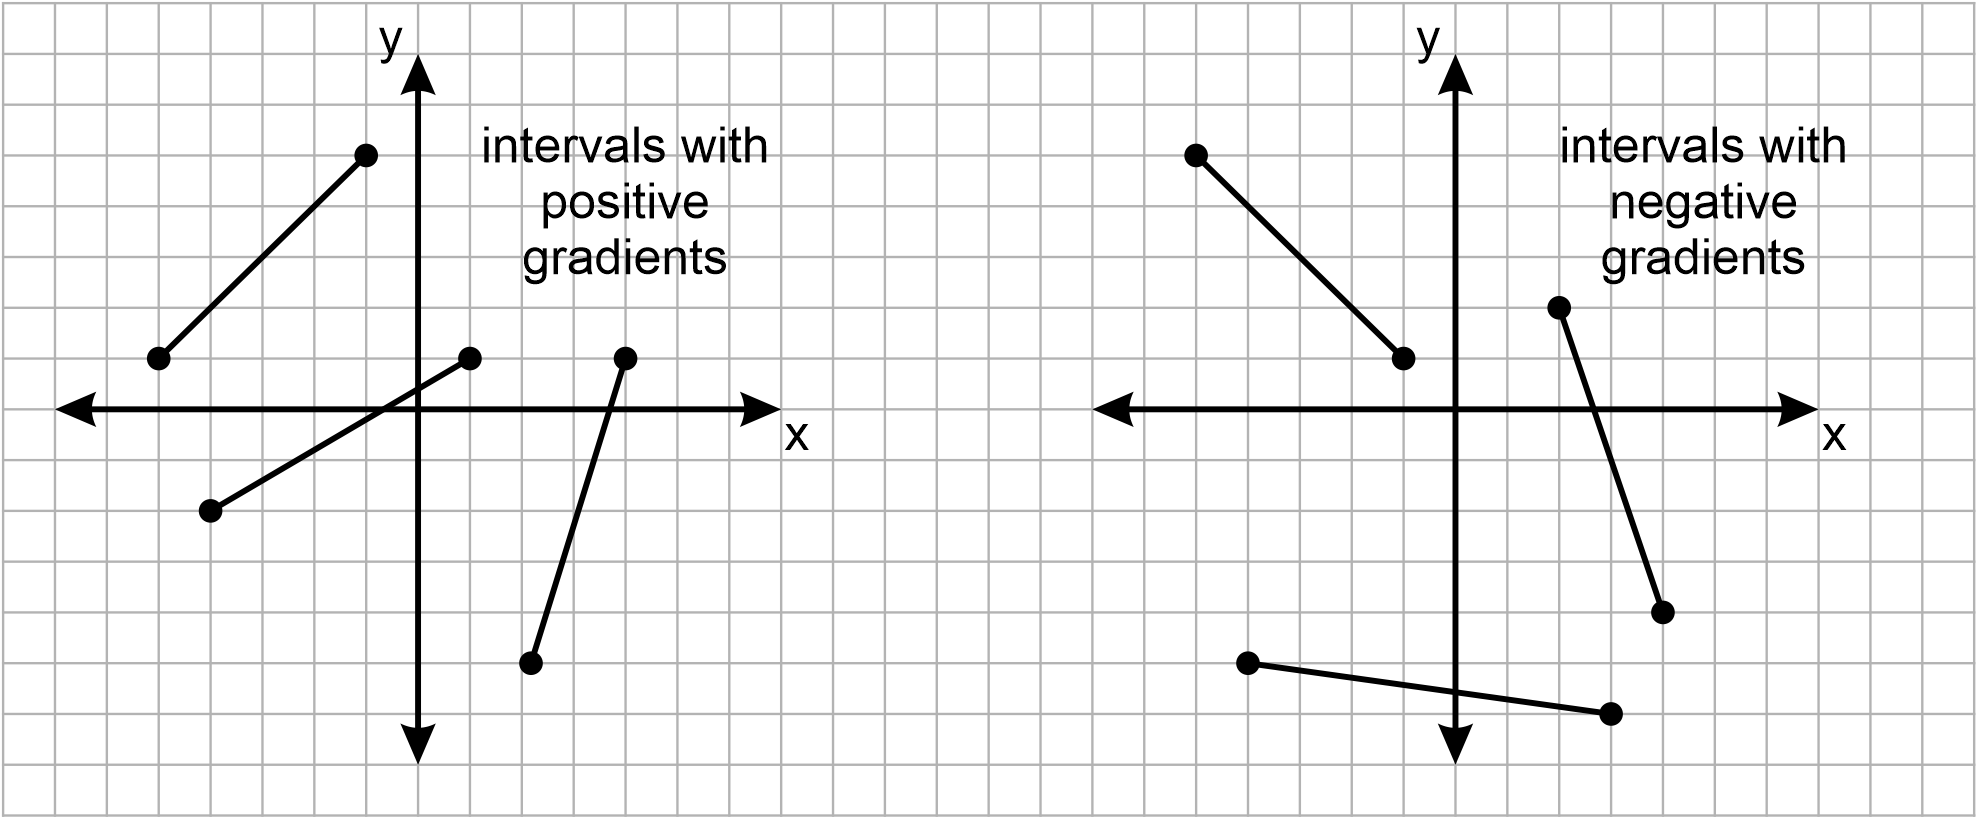 y
intervals with
positive
gradients
x
y
intervals with
negative
gradients
x